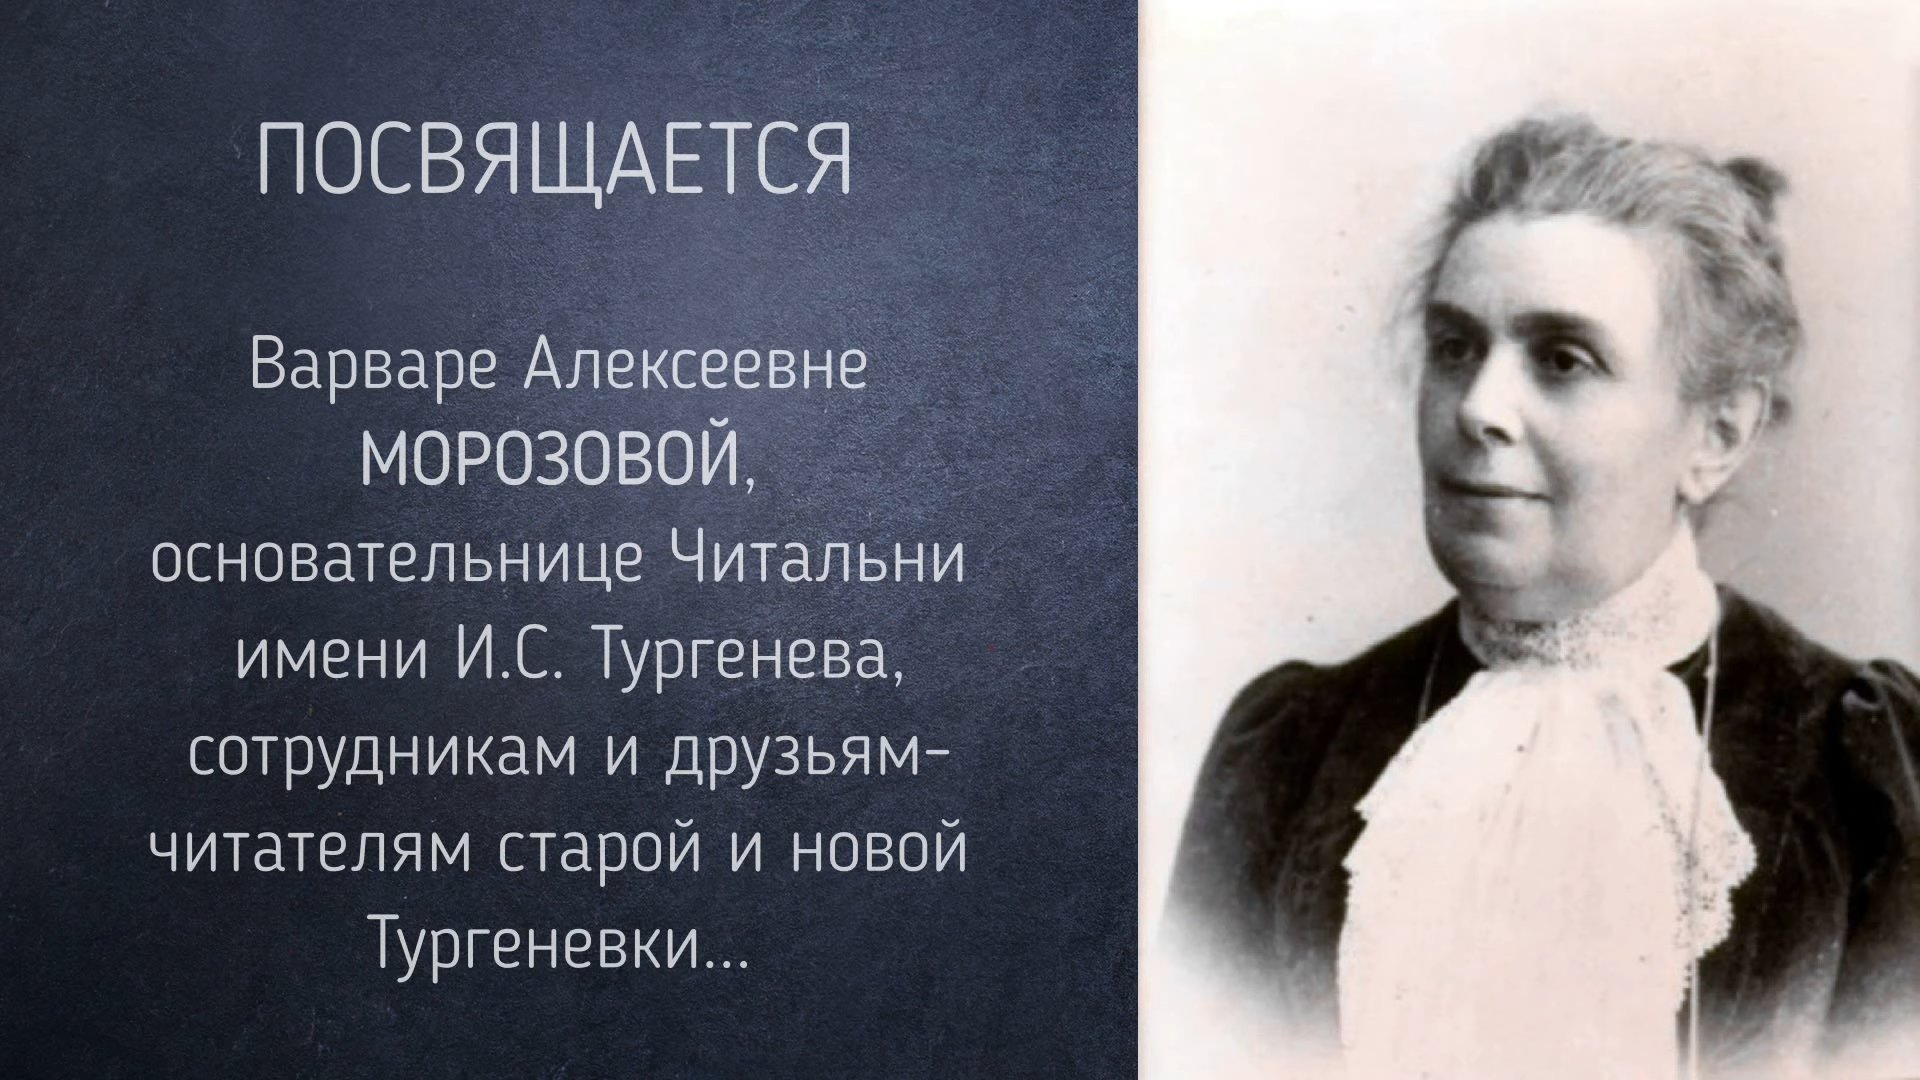 ПОСВЯЩАЕТСЯ
Варваре Алексеевне
МОРОЗОВОЙ,
основательнице Читальни
имени И.С. Тургенева,
сотрудникам и друзьям-
читателям старой и новой
Тургеневки...